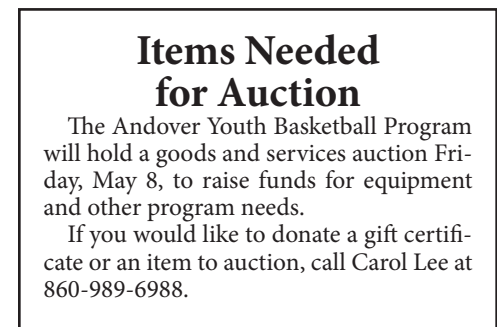 Items Needed
for Auction
The Andover Youth Basketball Program
will hold a goods and services auction Fri-
day, May 8, to raise funds for equipment
and other program needs.
If you would like to donate a gift certifi-
cate or an item to auction, call Carol Lee at
860-989-6988.